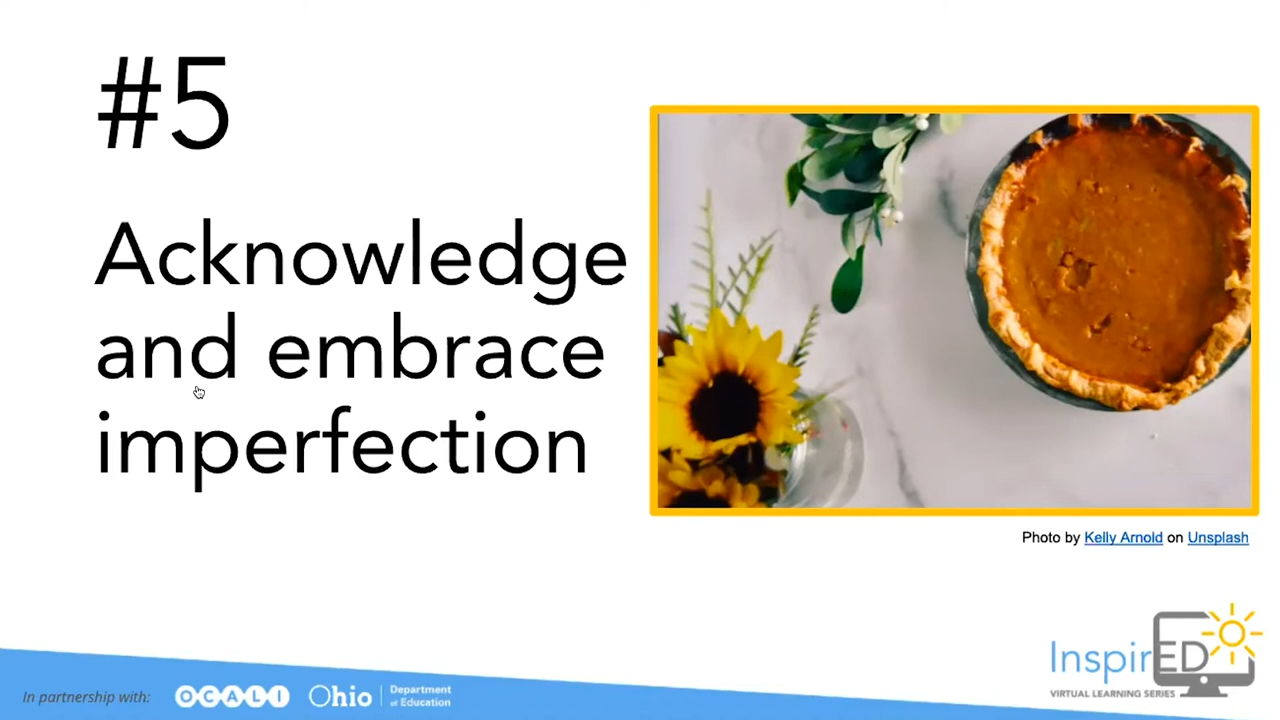 #5
Acknowledge
and embrace
imperfection
Photo by Kelly Arnold on Unsplash
InspirED
VIRTUAL LEARNING SERIES
In partnership with:
OCALI
Ohio
Department
of Education